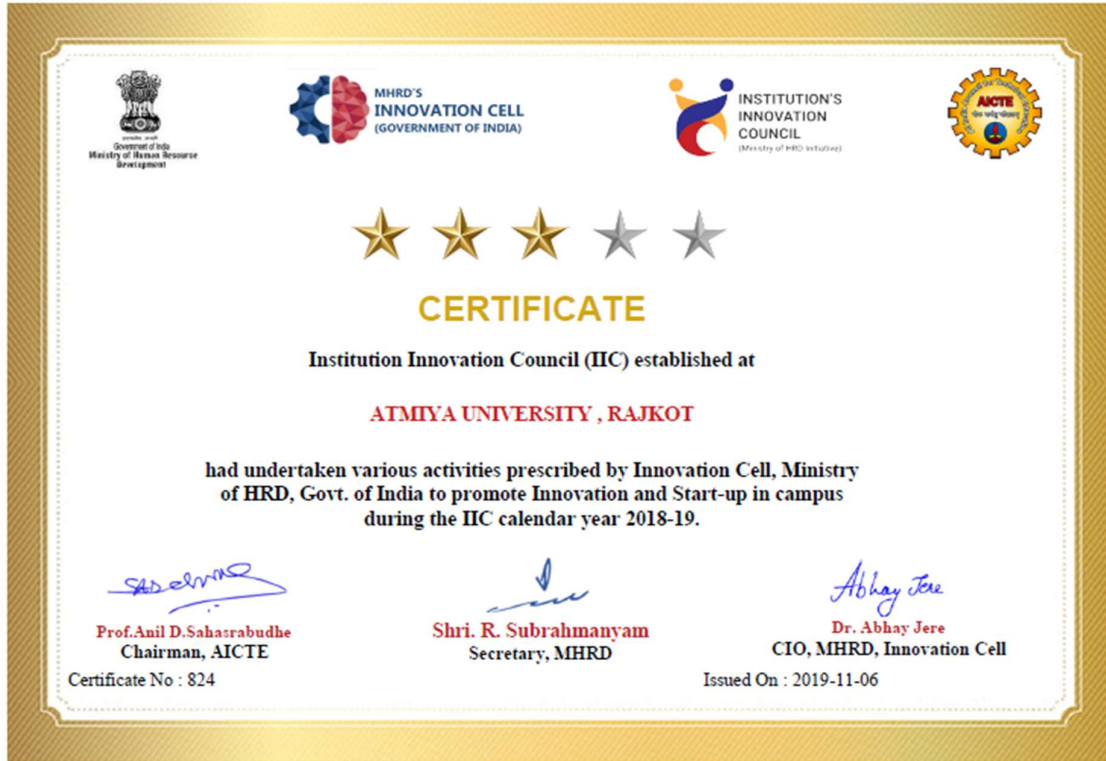 सत्यमेव जयते
Government of India
Ministry of Human Resource
Development
MHRD'S
INNOVATION CELL
(GOVERNMENT OF INDIA)
INSTITUTION'S
INNOVATION
COUNCIL
(Ministry of HRD Initiative)
AICTE
CERTIFICATE
Institution Innovation Council (IIC) established at
ATMIYA UNIVERSITY , RAJKOT
had undertaken various activities prescribed by Innovation Cell, Ministry
of HRD, Govt. of India to promote Innovation and Start-up in campus
during the IIC calendar year 2018-19.
Abhay Jere
Prof.Anil D.Sahasrabudhe
Chairman, AICTE
Shri. R. Subrahmanyam
Secretary, MHRD
Dr. Abhay Jere
CIO, MHRD, Innovation Cell
Certificate No : 824
Issued On : 2019-11-06